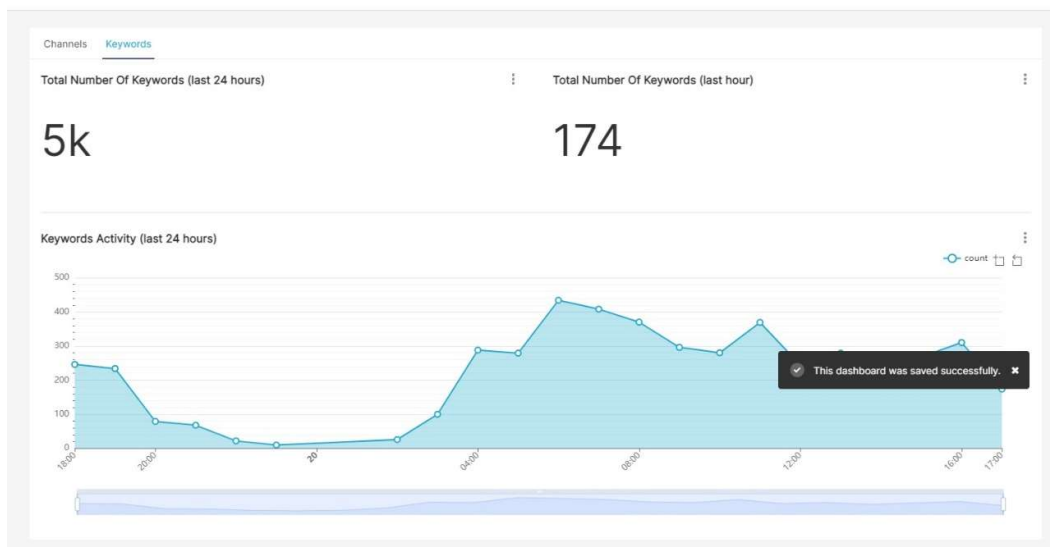 Channels Keywords
Total Number Of Keywords (last 24 hours)
Total Number Of Keywords (last hour)
5k
174
Keywords Activity (last 24 hours)
count
500
400
300
200
100
0
This dashboard was saved successfully.
18:00 20:00 20 04:00 08:00 12:00 16:00 17:00